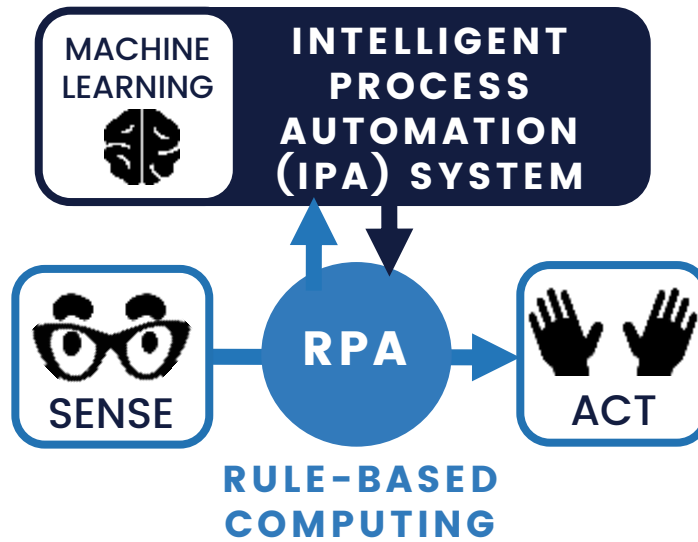 MACHINE
LEARNING
INTELLIGENT
PROCESS
AUTOMATION
(IPA) SYSTEM
SENSE
RPA
ACT
RULE-BASED
COMPUTING